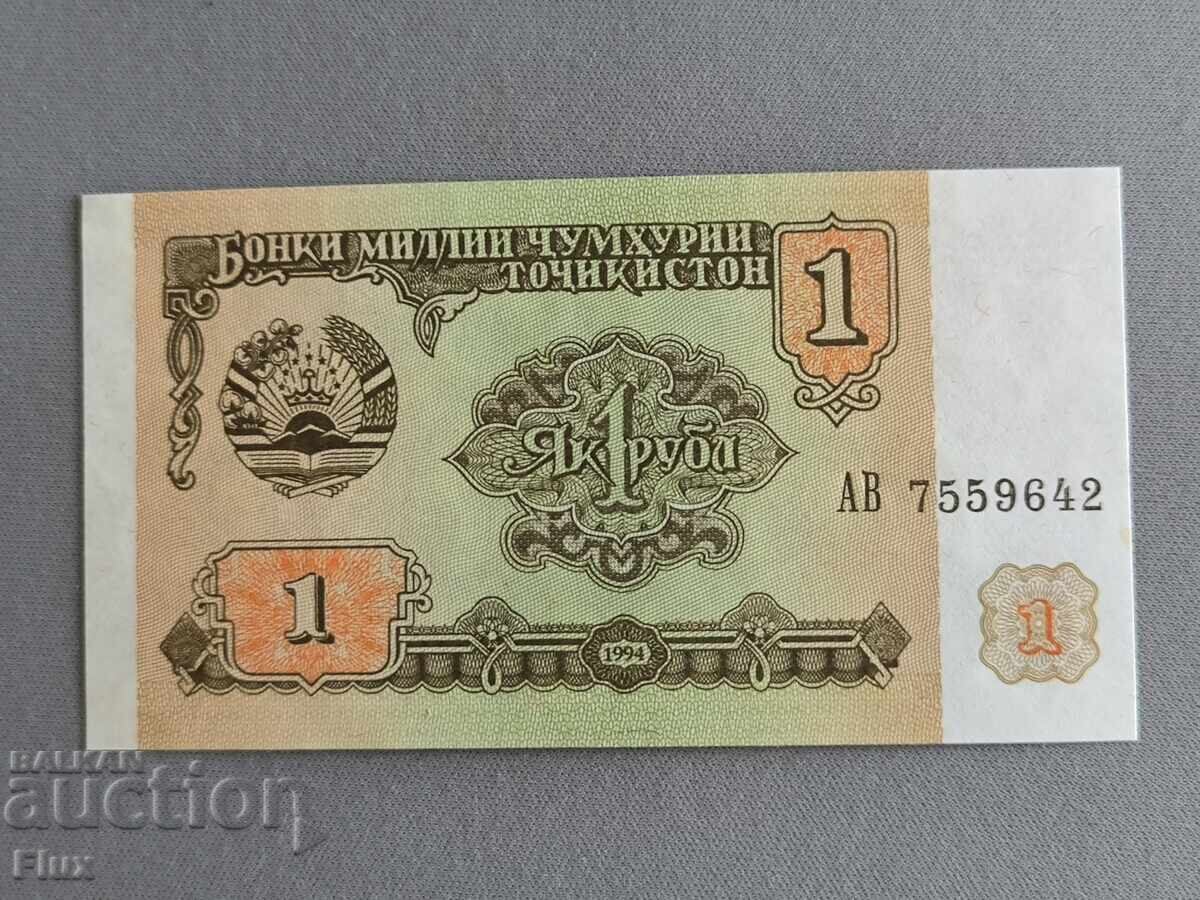 БОНКИ МИЛЛИИ ҶУМҲУРИИ
ТОҶИКИСТОН
1
1
Як рубл
АВ 7559642
1
1994
1
BALKAN
auction
Flux